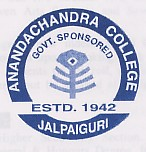 ANANDACHANDRA COLLEGE
GOVT. SPONSORED
ESTD. 1942
JALPAIGURI